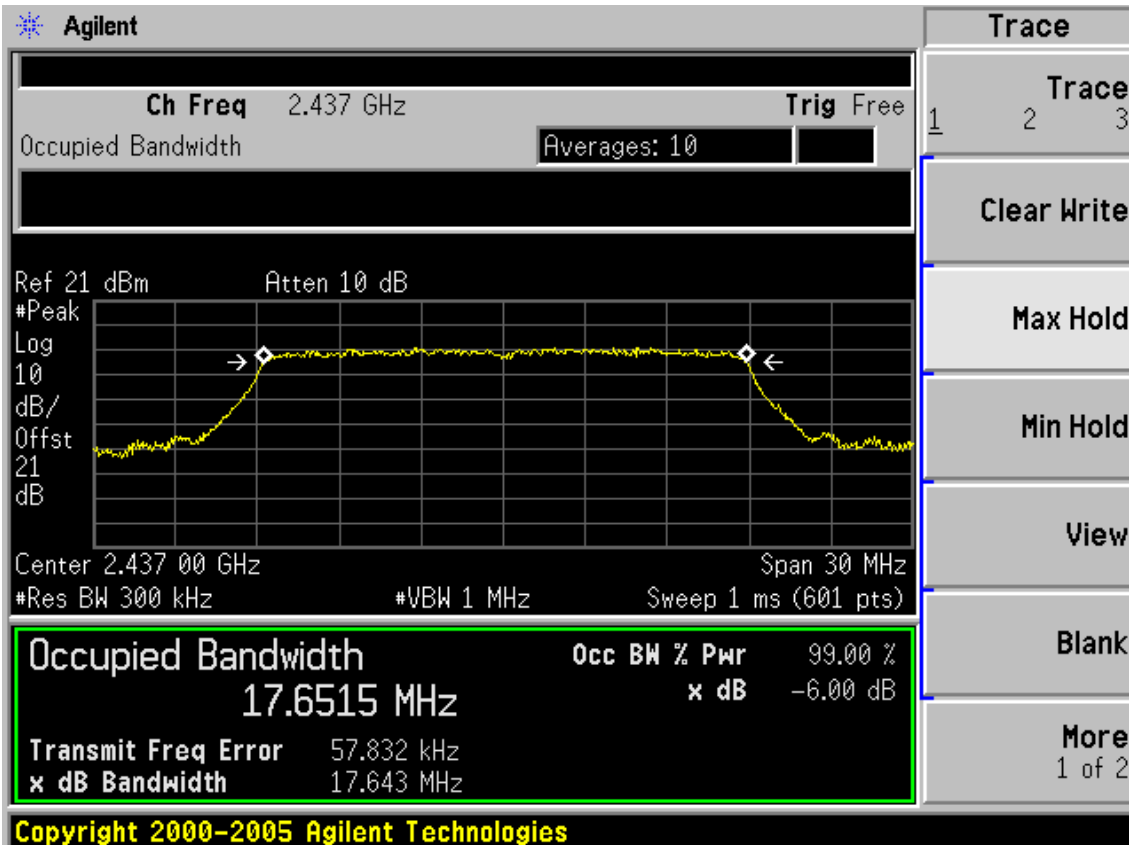 Agilent
Trace
Ch Freq 2.437 GHz Trig Free
Occupied Bandwidth Averages: 10
Trace
1 2 3
Clear Write
Max Hold
Min Hold
View
Blank
More
1 of 2
Ref 21 dBm Atten 10 dB
#Peak
Log
10
dB/
Offst
21
dB
Center 2.437 00 GHz Span 30 MHz
#Res BW 300 kHz #VBW 1 MHz Sweep 1 ms (601 pts)
Occupied Bandwidth Occ BW % Pwr 99.00 %
17.6515 MHz x dB -6.00 dB
Transmit Freq Error 57.832 kHz
x dB Bandwidth 17.643 MHz
Copyright 2000-2005 Agilent Technologies